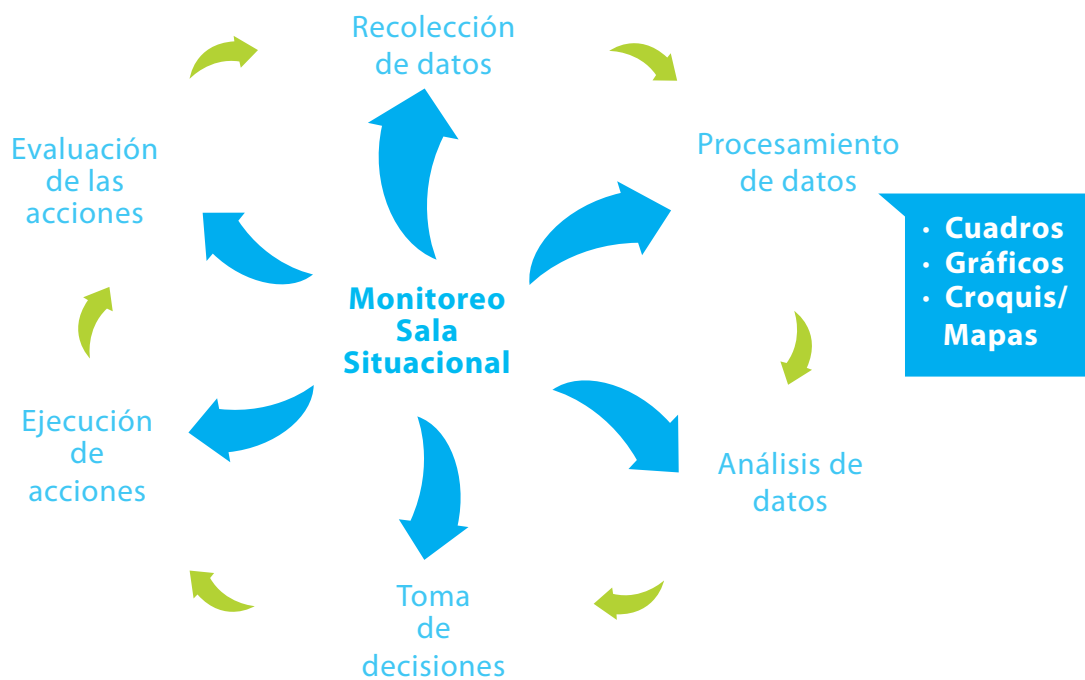 Recolección
de datos
Procesamiento
de datos
· Cuadros
· Gráficos
· Croquis/
Mapas
Análisis de
datos
Toma
de
decisiones
Ejecución
de
acciones
Evaluación
de las
acciones
Monitoreo
Sala
Situacional